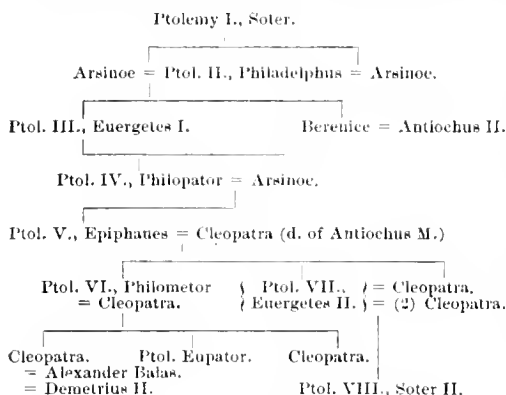 Ptolemy I., Soter.
Arsinoe = Ptol. II., Philadelphus = Arsinoe.
Ptol. III., Euergetes I. Berenice = Antiochus II.
Ptol. IV., Philopator = Arsinoe.
Ptol. V., Epiphanes = Cleopatra (d. of Antiochus M.)
Ptol. VI., Philometor { Ptol. VII., } = Cleopatra.
= Cleopatra. { Euergetes II. } = (2) Cleopatra.
Cleopatra. Ptol. Eupator. Cleopatra.
= Alexander Balas.
= Demetrius II. Ptol. VIII., Soter II.